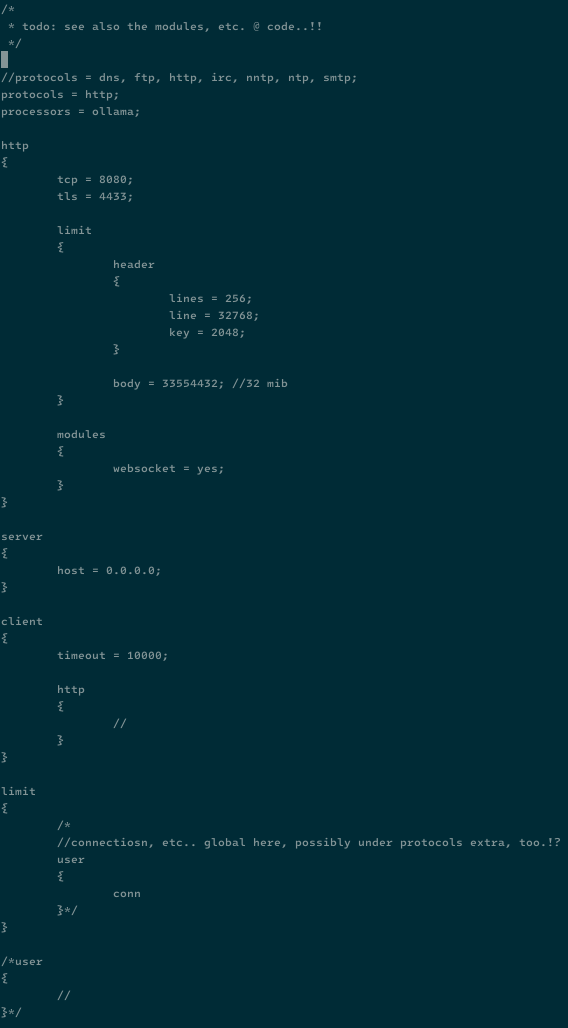 /*
 * todo: see also the modules, etc. @ code..!!
 */
//protocols = dns, ftp, http, irc, nntp, ntp, smtp;
protocols = http;
processors = ollama;
http
{
tcp = 8080;
tls = 4433;
limit
{
header
{
lines = 256;
line = 32768;
key = 2048;
}
body = 33554432; //32 mib
}
modules
{
websocket = yes;
}
}
server
{
host = 0.0.0.0;
}
client
{
timeout = 10000;
http
{
//
}
}
limit
{
/*
//connectiosn, etc.. global here, possibly under protocols extra, too.!?
user
{
conn
}*/
}
/*user
{
//
}*/